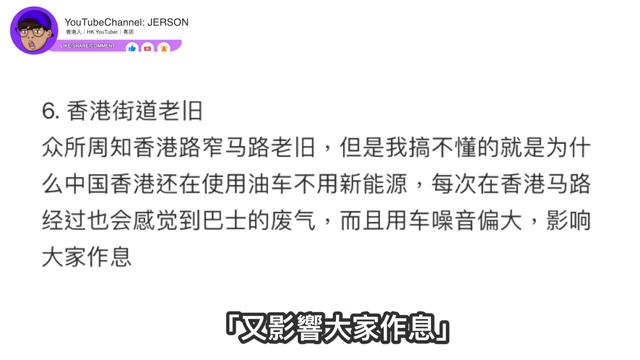 YouTubeChannel: JERSON
香港人｜HK YouTuber｜粵語
LIKE/SHARE/COMMENT
6. 香港街道老旧
众所周知香港路窄马路老旧，但是我搞不懂的就是为什
么中国香港还在使用油车不用新能源，每次在香港马路
经过也会感觉到巴士的废气，而且用车噪音偏大，影响
大家作息
「又影響大家作息」